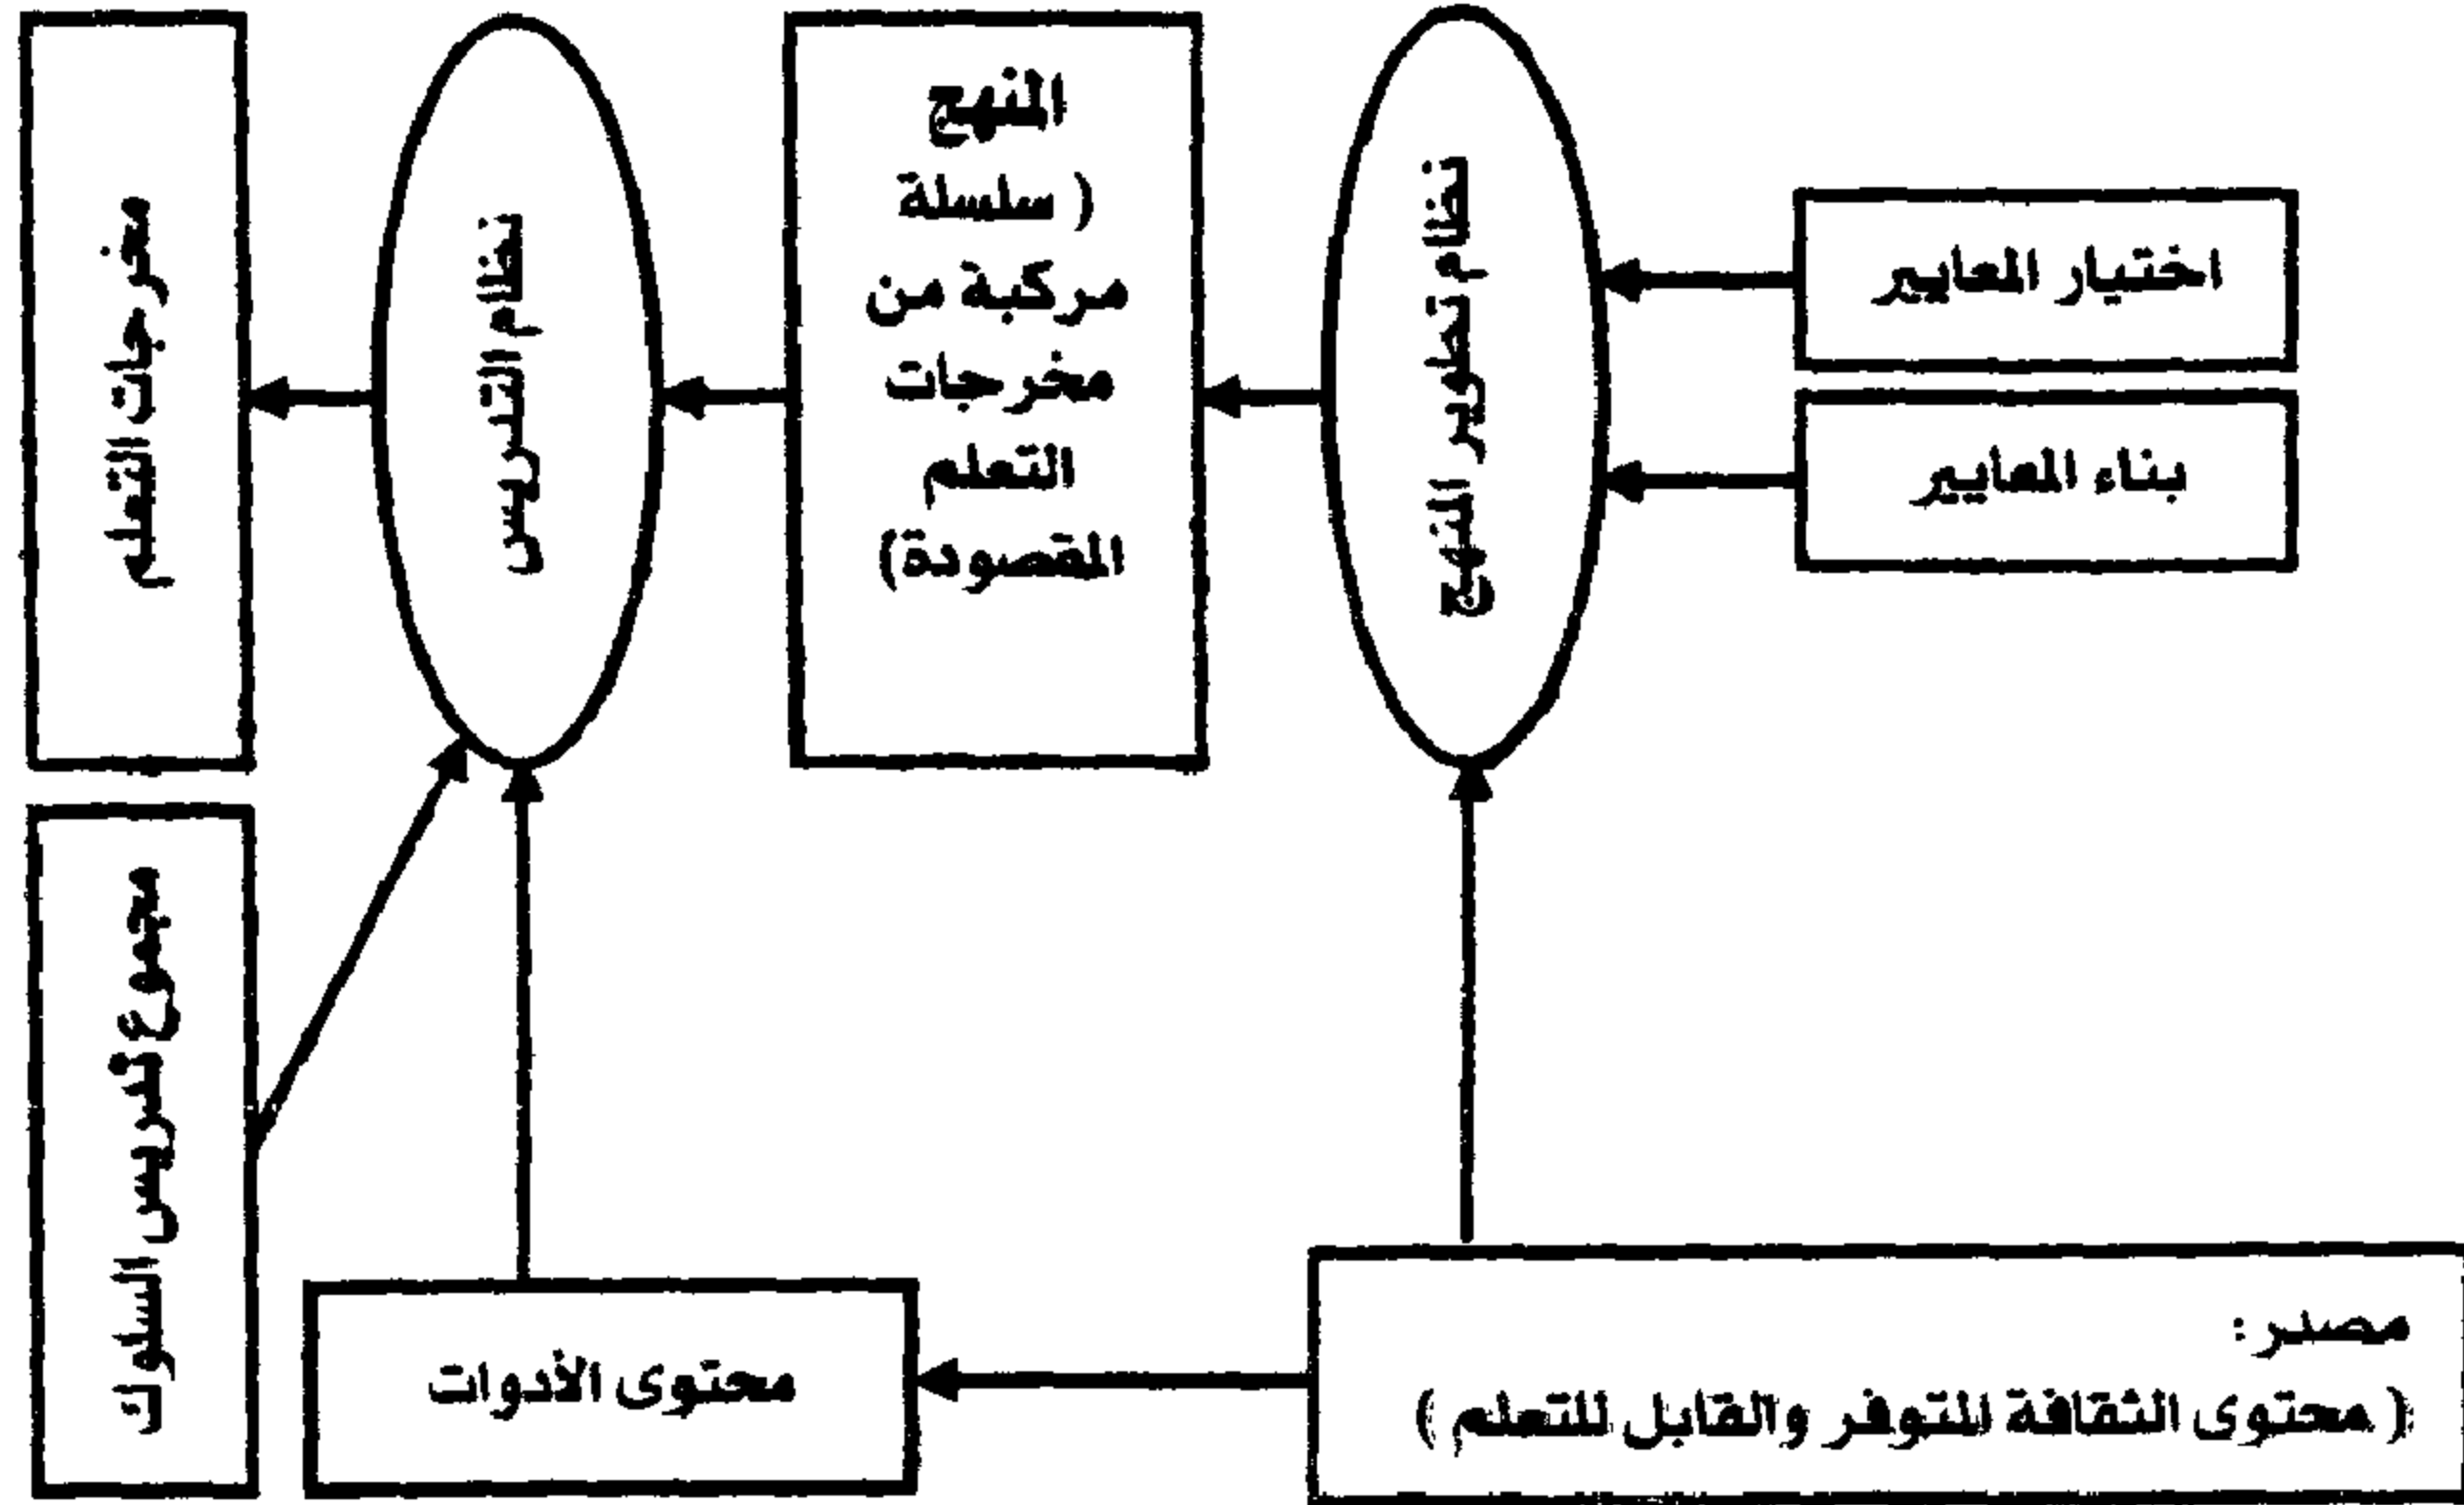 اختيار المعايير
بناء المعايير
نظام تطوير المنهج
المنهج
( سلسلة
مركبة من
مخرجات
التعلم
المقصودة)
نظام التدريس
مخرجات التعلم
مصدر:
( محتوى الثقافة المتوفر والقابل للتعلم )
محتوى الأدوات
مجموع تدريس السلوك